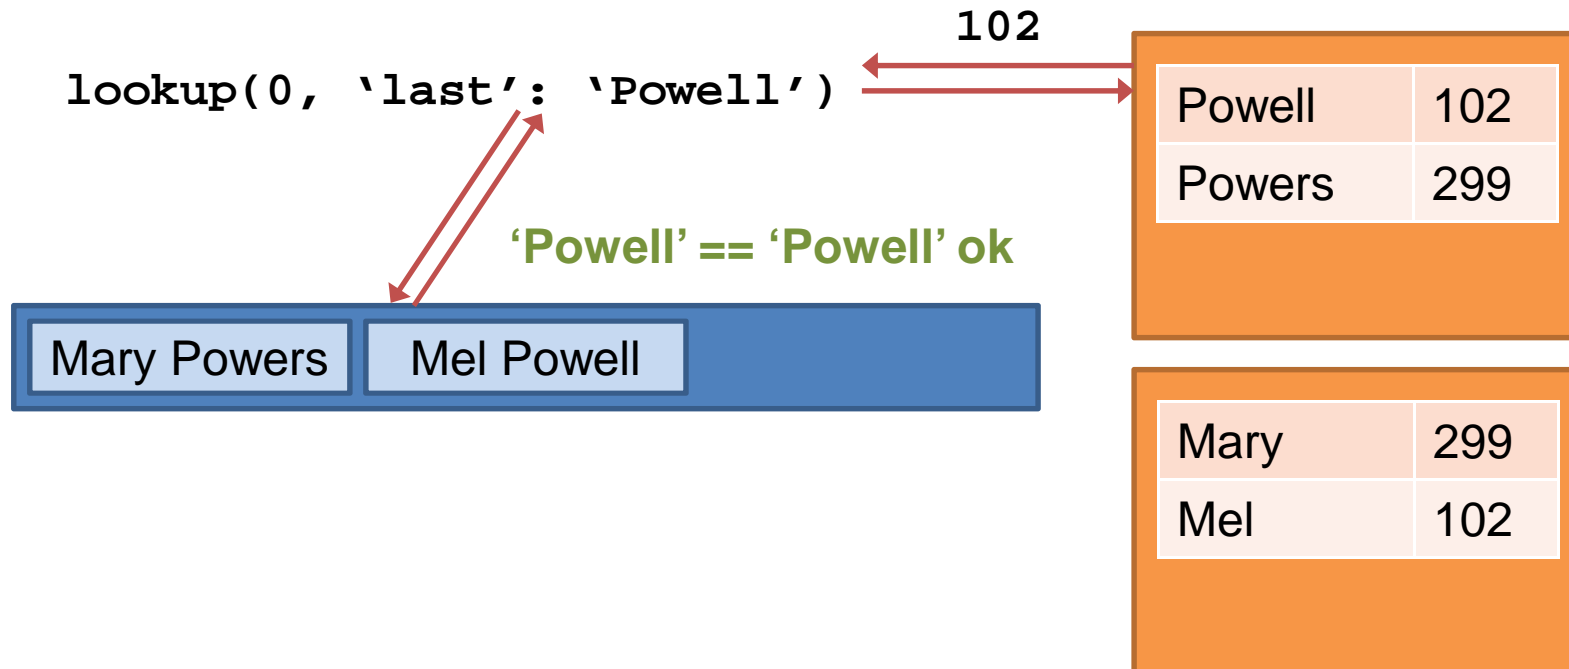 102
lookup(0, ‘last’: ‘Powell’)
Powell 102
Powers 299
‘Powell’ == ‘Powell’ ok
Mary Powers Mel Powell
Mary 299
Mel 102